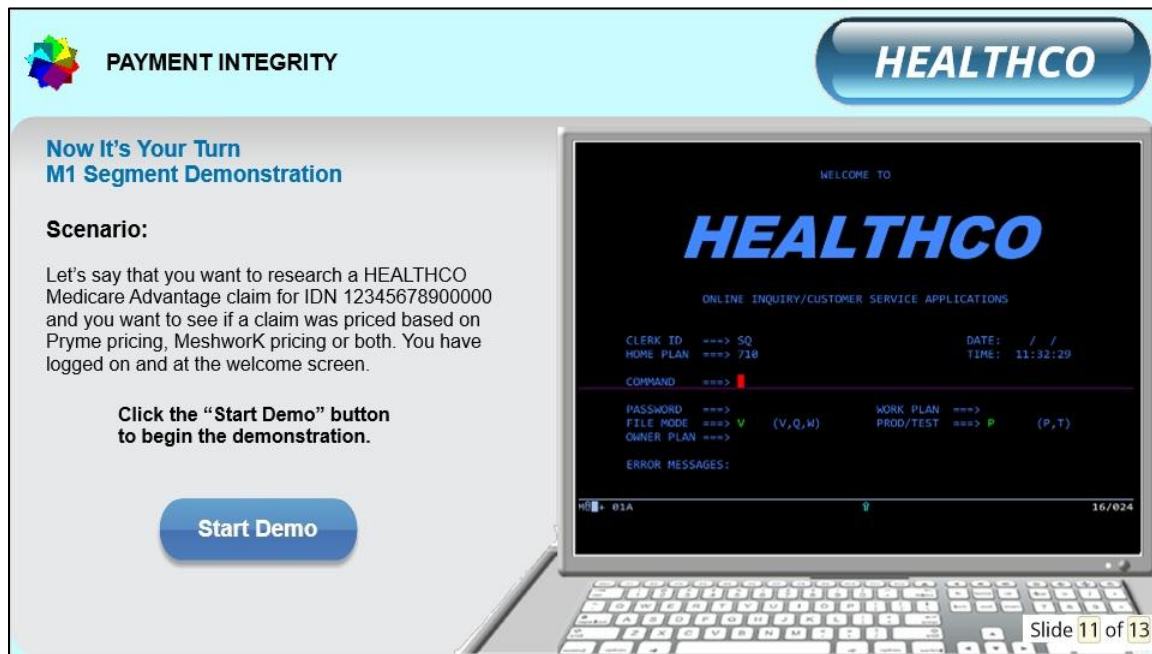 PAYMENT INTEGRITY
HEALTHCO
Now It's Your Turn
M1 Segment Demonstration
Scenario:
Let's say that you want to research a HEALTHCO
Medicare Advantage claim for IDN 12345678900000
and you want to see if a claim was priced based on
Pryme pricing, MeshworK pricing or both. You have
logged on and at the welcome screen.
Click the "Start Demo" button
to begin the demonstration.
Start Demo
WELCOME TO
HEALTHCO
ONLINE INQUIRY/CUSTOMER SERVICE APPLICATIONS
CLERK ID ===> SQ DATE: / /
HOME PLAN ===> 710 TIME: 11:32:29
COMMAND ===>
PASSWORD ===> WORK PLAN ===>
FILE MODE ===> V (V,Q,W) PROD/TEST ===> P (P,T)
OWNER PLAN ===>
ERROR MESSAGES:
+ 01A 16/024
Q W E R T Y U I O P
A S D F G H J K L
Z X C V B N M
Slide 11 of 13